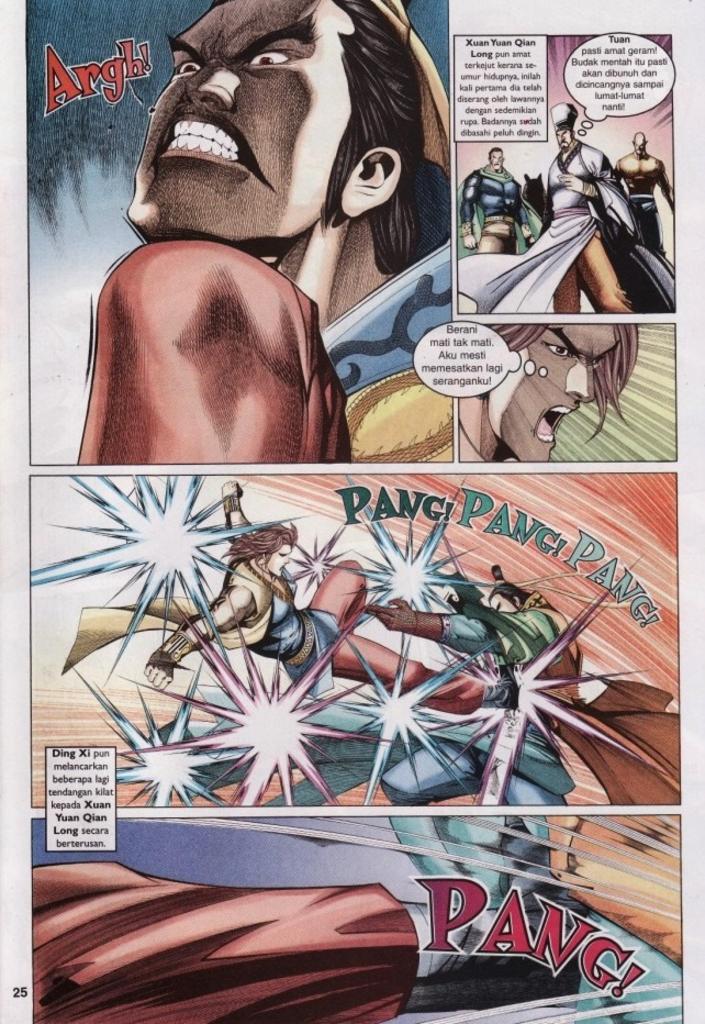 Argh!
Xuan Yuan Qian
Long pun amat
terkejut kerana se-
umur hidupnya, inilah
kali pertama dia telah
diserang oleh lawannya
dengan sedemikian
rupa. Badannya sudah
dibasahi peluh dingin.
Tuan
pasti amat geram!
Budak mentah itu pasti
akan dibunuh dan
dicincangnya sampai
lumat-lumat
nanti!
Berani
mati tak mati.
Aku mesti
memesatkan lagi
seranganku!
PANG! PANG! PANG!
Ding Xi pun
melancarkan
beberapa lagi
tendangan kilat
kepada Xuan
Yuan Qian
Long secara
berterusan.
PANG!
25